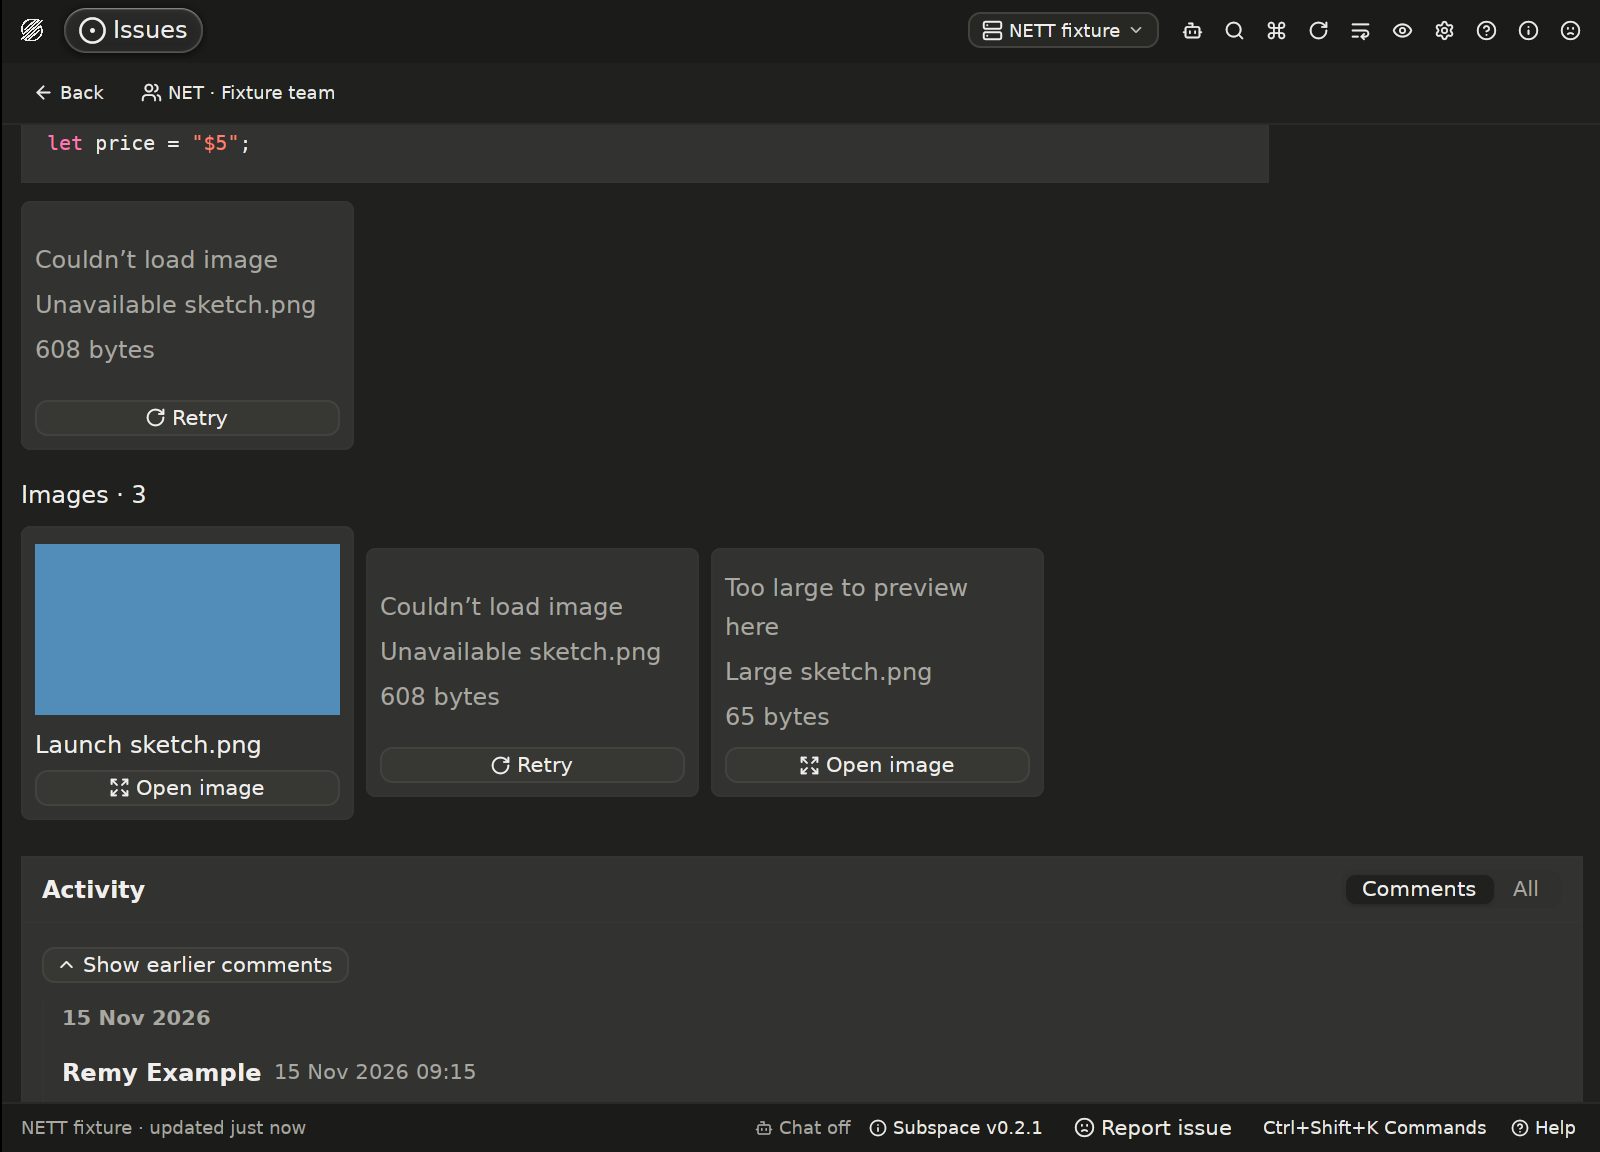 Issues
NETT fixture
Back
NET · Fixture team
let price = "$5";
Couldn’t load image
Unavailable sketch.png
608 bytes
Retry
Images · 3
Launch sketch.png
Open image
Couldn’t load image
Unavailable sketch.png
608 bytes
Retry
Too large to preview
here
Large sketch.png
65 bytes
Open image
Activity
Comments
All
Show earlier comments
15 Nov 2026
Remy Example 15 Nov 2026 09:15
NETT fixture · updated just now
Chat off
Subspace v0.2.1
Report issue
Ctrl+Shift+K Commands
Help